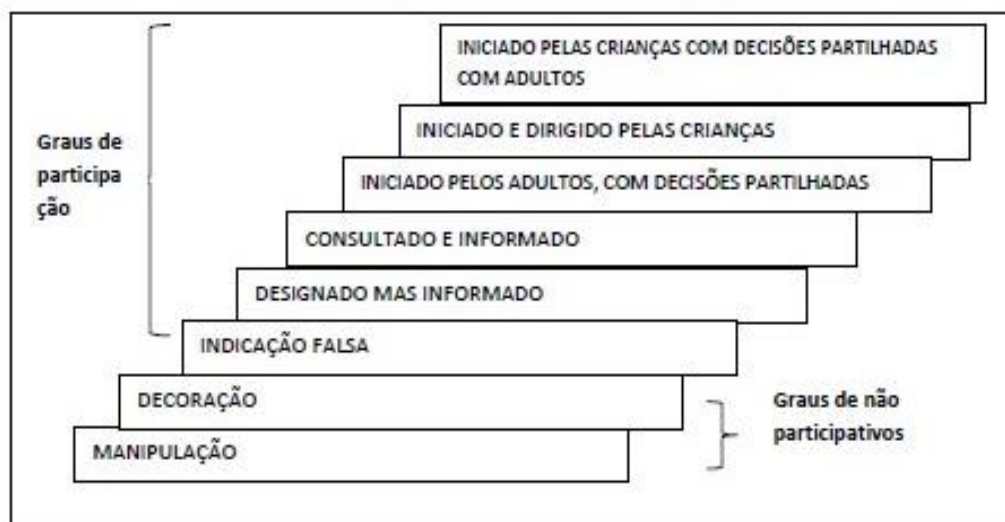 INICIADO PELAS CRIANÇAS COM DECISÕES PARTILHADAS
COM ADULTOS
INICIADO E DIRIGIDO PELAS CRIANÇAS
Graus de
participa
ção
INICIADO PELOS ADULTOS, COM DECISÕES PARTILHADAS
CONSULTADO E INFORMADO
DESIGNADO MAS INFORMADO
INDICAÇÃO FALSA
DECORAÇÃO
Graus de não
participativos
MANIPULAÇÃO